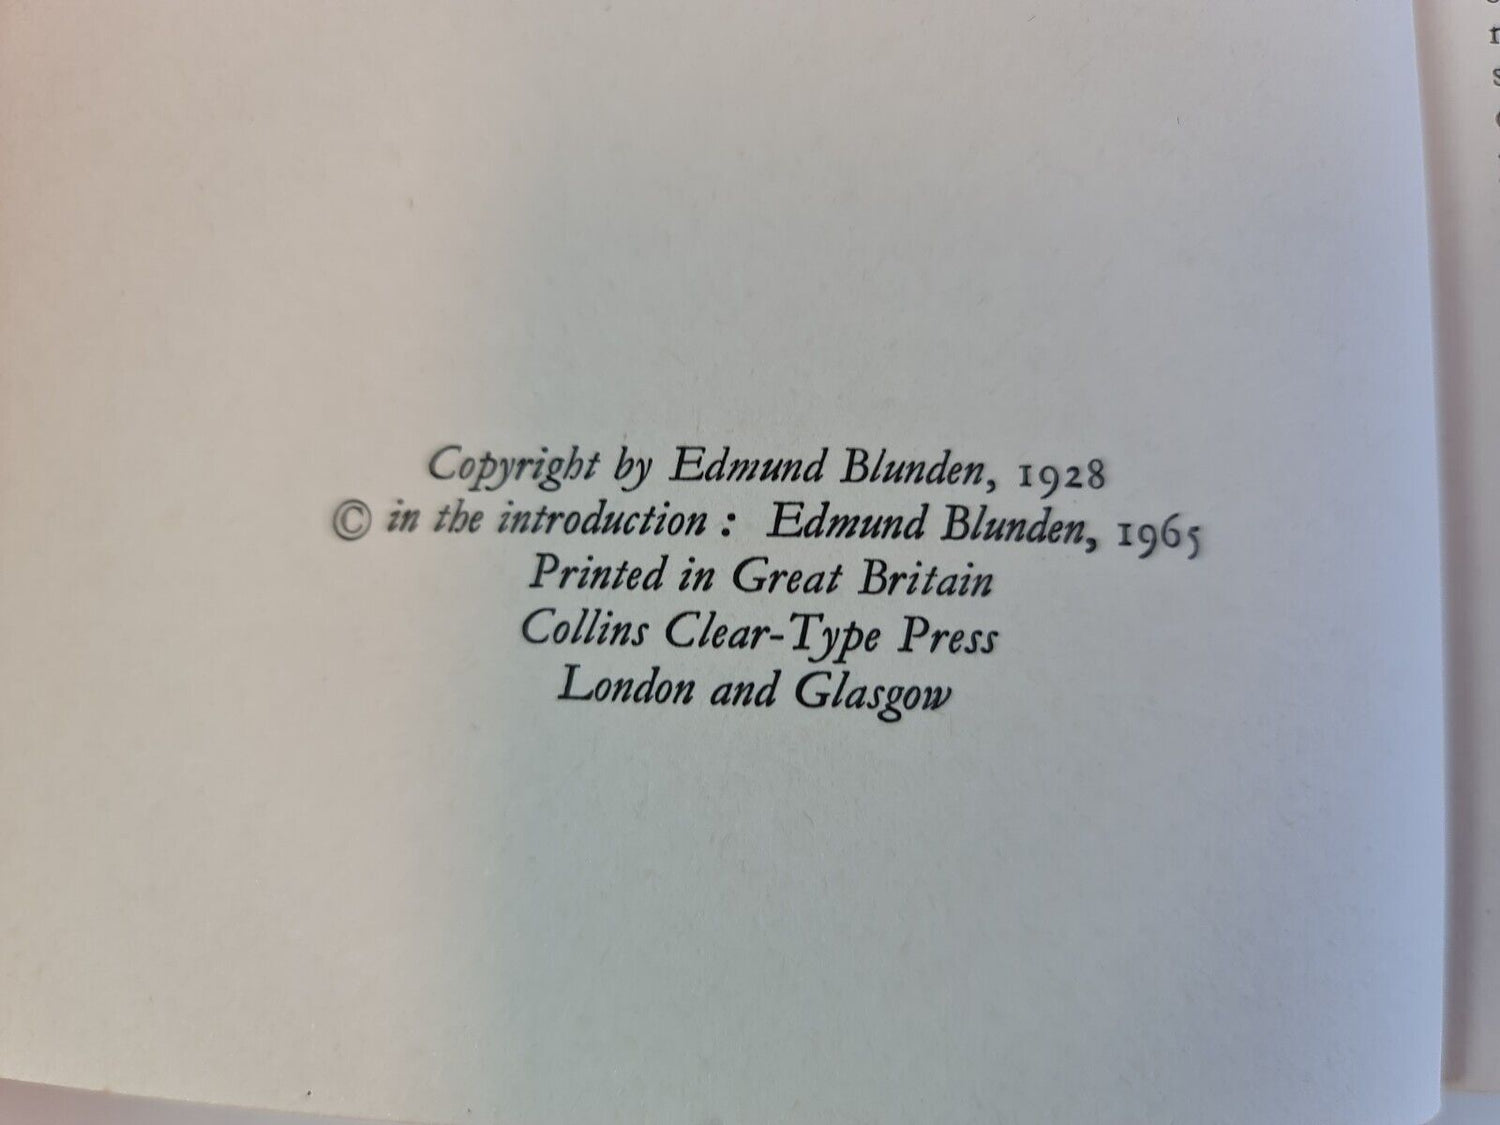 Copyright by Edmund Blunden, 1928
© in the introduction : Edmund Blunden, 1965
Printed in Great Britain
Collins Clear-Type Press
London and Glasgow